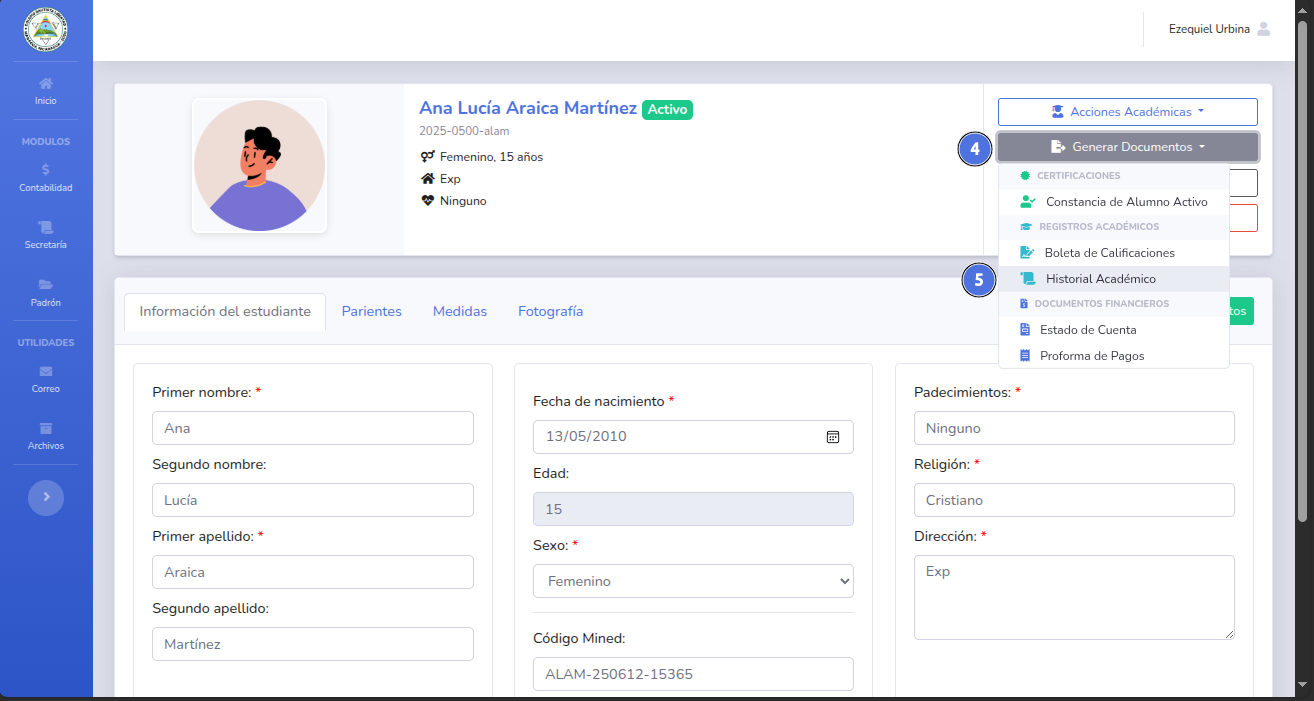 Ezequiel Urbina
Inicio
MODULOS
Contabilidad
Secretaría
Padrón
UTILIDADES
Correo
Archivos
Ana Lucía Araica Martínez Activo
2025-0500-alam
Femenino, 15 años
Exp
Ninguno
Acciones Académicas
4 Generar Documentos
CERTIFICACIONES
Constancia de Alumno Activo
REGISTROS ACADÉMICOS
Boleta de Calificaciones
5 Historial Académico
DOCUMENTOS FINANCIEROS
Estado de Cuenta
Proforma de Pagos
Información del estudiante Parientes Medidas Fotografía
Primer nombre: *
Ana
Segundo nombre:
Lucía
Primer apellido: *
Araica
Segundo apellido:
Martínez
Fecha de nacimiento *
13/05/2010
Edad:
15
Sexo: *
Femenino
Código Mined:
ALAM-250612-15365
Padecimientos: *
Ninguno
Religión: *
Cristiano
Dirección: *
Exp